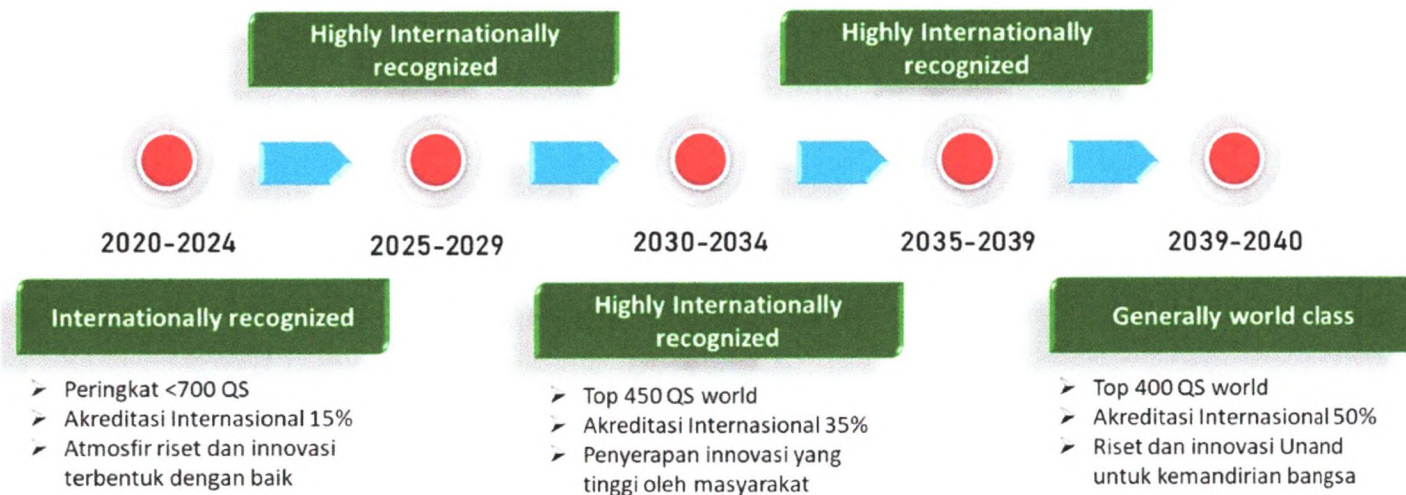 Highly Internationally
recognized
Highly Internationally
recognized
2020-2024
2025-2029
2030-2034
2035-2039
2039-2040
Internationally recognized
➤ Peringkat <700 QS
➤ Akreditasi Internasional 15%
➤ Atmosfir riset dan innovasi
terbentuk dengan baik
Highly Internationally
recognized
➤ Top 450 QS world
➤ Akreditasi Internasional 35%
➤ Penyerapan innovasi yang
tinggi oleh masyarakat
Generally world class
➤ Top 400 QS world
➤ Akreditasi Internasional 50%
➤ Riset dan innovasi Unand
untuk kemandirian bangsa